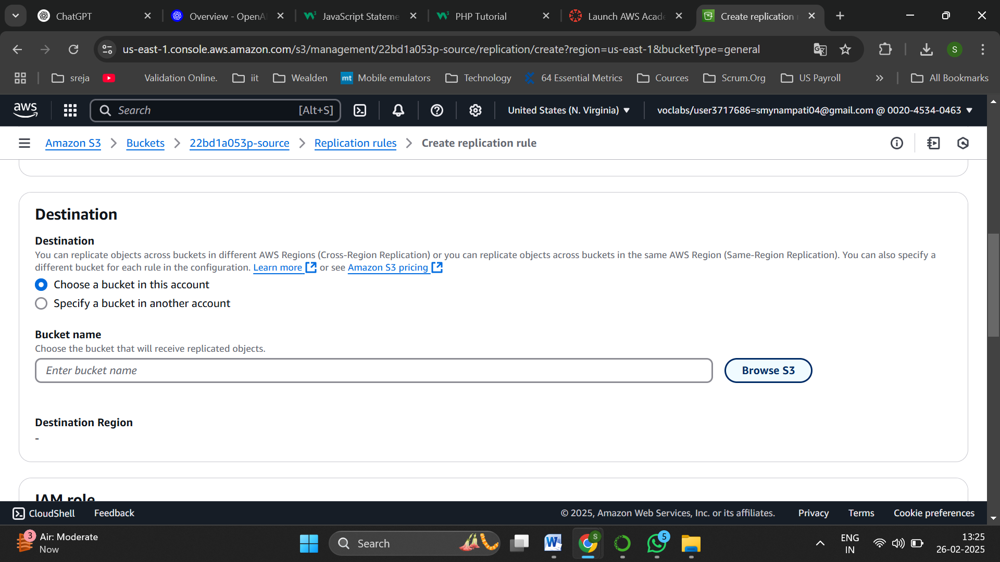 ChatGPT
Overview - OpenA
JavaScript Stateme
PHP Tutorial
Launch AWS Acade
Create replication
us-east-1.console.aws.amazon.com/s3/management/22bd1a053p-source/replication/create?region=us-east-1&bucketType=general
S
sreja
Validation Online.
iit
Wealden
mt Mobile emulators
Technology
64 Essential Metrics
Cources
Scrum.Org
US Payroll
All Bookmarks
aws
Search [Alt+S]
United States (N. Virginia)
voclabs/user3717686=smynampati04@gmail.com @ 0020-4534-0463
Amazon S3 > Buckets > 22bd1a053p-source > Replication rules > Create replication rule
Destination
Destination
You can replicate objects across buckets in different AWS Regions (Cross-Region Replication) or you can replicate objects across buckets in the same AWS Region (Same-Region Replication). You can also specify a
different bucket for each rule in the configuration. Learn more or see Amazon S3 pricing
Choose a bucket in this account
Specify a bucket in another account
Bucket name
Choose the bucket that will receive replicated objects.
Enter bucket name
Browse S3
Destination Region
-
IAM role
CloudShell
Feedback
© 2025, Amazon Web Services, Inc. or its affiliates.
Privacy
Terms
Cookie preferences
3
Air: Moderate
Now
Search
W
S
5
ENG
IN
13:25
26-02-2025